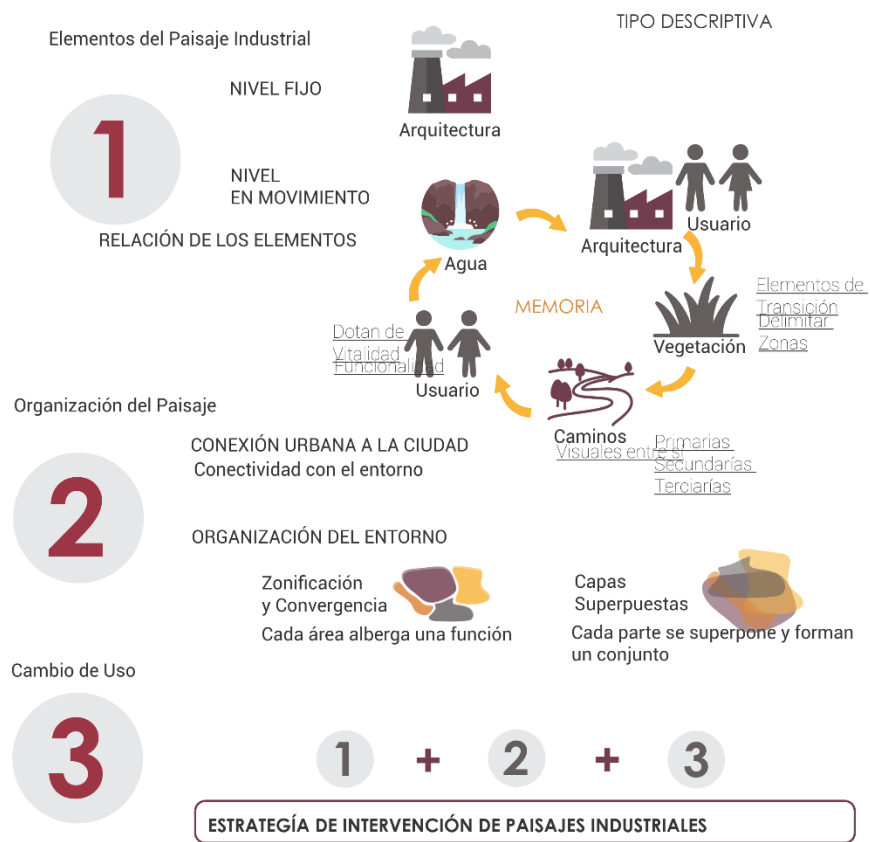 TIPO DESCRIPTIVA
Elementos del Paisaje Industrial
1
NIVEL FIJO
Arquitectura
NIVEL
EN MOVIMIENTO
RELACIÓN DE LOS ELEMENTOS
Agua
Arquitectura
Usuario
MEMORIA
Elementos de
Transición
Delimitar
Zonas
Vegetación
Dotan de
Vitalidad
Funcionalidad
Usuario
Caminos
Visuales entre sí
Primarias
Secundarías
Terciarías
Organización del Paisaje
2
CONEXIÓN URBANA A LA CIUDAD
Conectividad con el entorno
ORGANIZACIÓN DEL ENTORNO
Zonificación
y Convergencia
Cada área alberga una función
Capas
Superpuestas
Cada parte se superpone y forman
un conjunto
Cambio de Uso
3
1 + 2 + 3
ESTRATEGÍA DE INTERVENCIÓN DE PAISAJES INDUSTRIALES